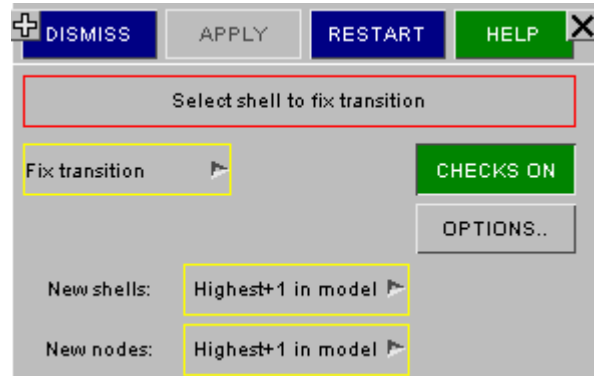 DISMISS APPLY RESTART HELP
Select shell to fix transition
Fix transition CHECKS ON
OPTIONS..
New shells: Highest+1 in model
New nodes: Highest+1 in model